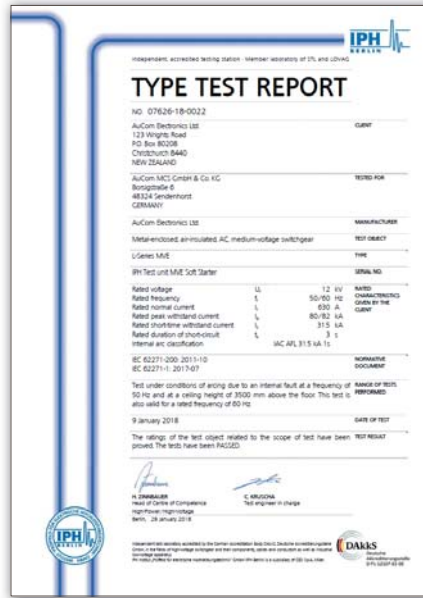 IPH
BERLIN
Independent, accredited testing station · Member laboratory of STL and LOVAG
TYPE TEST REPORT
NO. 07626-18-0022
AuCom Electronics Ltd. CLIENT
123 Wrights Road
P.O. Box 80208
Christchurch 8440
NEW ZEALAND
AuCom MCS GmbH & Co. KG TESTED FOR
Borsigstraße 6
48324 Sendenhorst
GERMANY
AuCom Electronics Ltd. MANUFACTURER
Metal-enclosed, air-insulated, AC, medium-voltage switchgear TEST OBJECT
L-Series MVE TYPE
IPH Test unit MVE Soft Starter SERIAL NO.
Rated voltage 12 kV RATED
Rated frequency 50/60 Hz CHARACTERISTICS
Rated normal current 630 A GIVEN BY THE
Rated peak withstand current 80/82 kA CLIENT
Rated short-time withstand current 31.5 kA
Rated duration of short-circuit 3 s
Internal arc classification IAC AFL 31.5 kA 1s
IEC 62271-200: 2011-10 NORMATIVE
IEC 62271-1: 2017-07 DOCUMENT
Test under conditions of arcing due to an internal fault at a frequency of RANGE OF TESTS
50 Hz and at a ceiling height of 3500 mm above the floor. This test is PERFORMED
also valid for a rated frequency of 60 Hz.
9 January 2018 DATE OF TEST
The ratings of the test object related to the scope of test have been TEST RESULT
proved. The tests have been PASSED.
H. ZINNBAUER C. KRUSCHA
Head of Centre of Competence Test engineer in charge
High-Power/ High-Voltage
Berlin, 26 January 2018
IPH
BERLIN
DAkkS
Deutsche
Akkreditierungsstelle